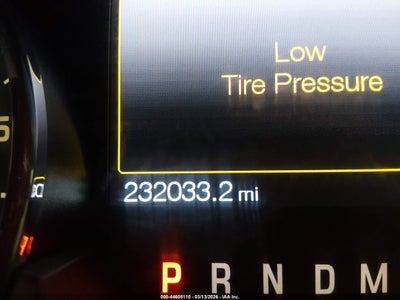 Low
Tire Pressure
232033.2 mi
P R N D M
000-44605110 - 03/13/2026 - IAA Inc.